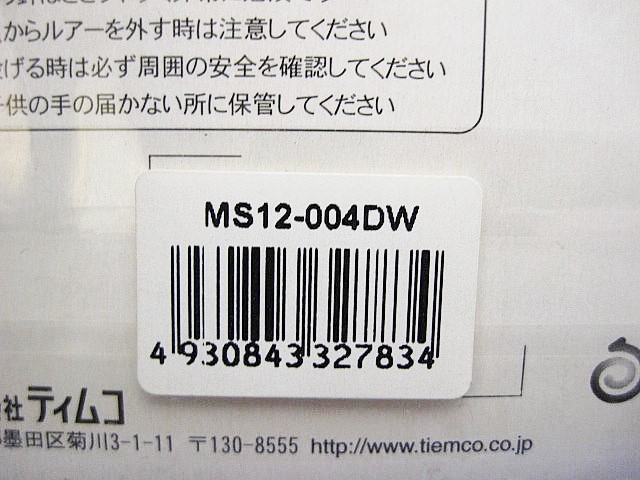 からルアーを外す時は注意してください
げる時は必ず周囲の安全を確認してください
供の手の届かない所に保管してください
MS12-004DW
4 930843 327834
社 ティムコ
墨田区菊川3-1-11 〒130-8555 http://www.tiemco.co.jp